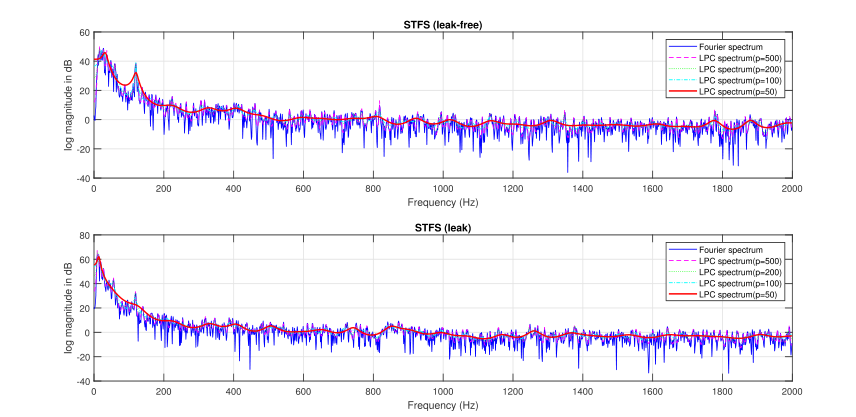 STFS (leak-free)
log magnitude in dB
60
40
20
0
-20
-40
Fourier spectrum
LPC spectrum(p=500)
LPC spectrum(p=200)
LPC spectrum(p=100)
LPC spectrum(p=50)
0 200 400 600 800 1000 1200 1400 1600 1800 2000
Frequency (Hz)
STFS (leak)
log magnitude in dB
80
60
40
20
0
-20
-40
Fourier spectrum
LPC spectrum(p=500)
LPC spectrum(p=200)
LPC spectrum(p=100)
LPC spectrum(p=50)
0 200 400 600 800 1000 1200 1400 1600 1800 2000
Frequency (Hz)